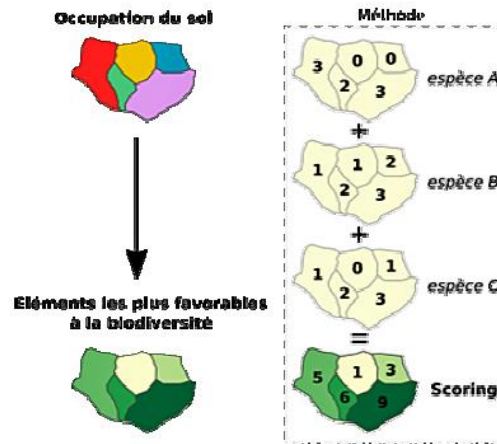 Occupation du sol
Eléments les plus favorables
à la biodiversité
Méthode
3 0 0
2 3
espèce A
+
1 1 2
2 3
espèce B
+
1 0 1
2 3
espèce C
=
5 1 3
6 9
Scoring